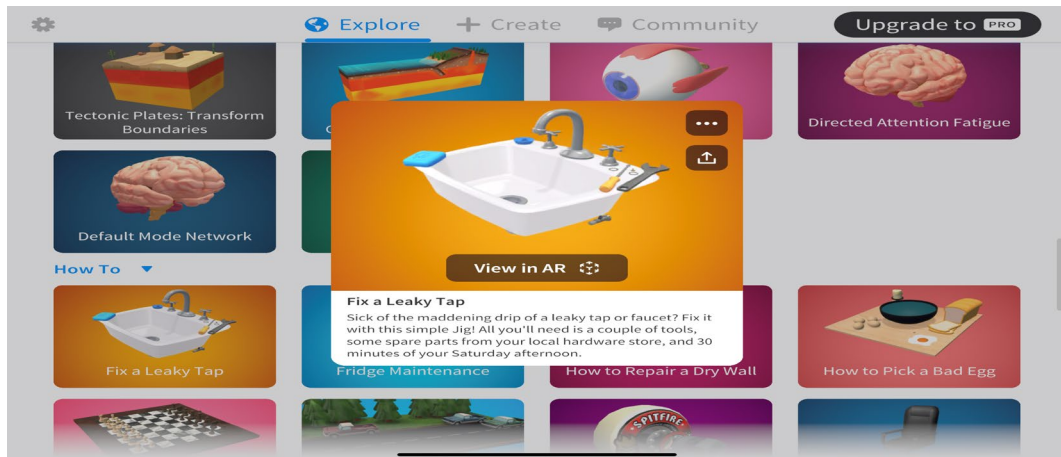 Explore
Create
Community
Upgrade to PRO
Tectonic Plates: Transform
Boundaries
Directed Attention Fatigue
Default Mode Network
View in AR
How To
Fix a Leaky Tap
Sick of the maddening drip of a leaky tap or faucet? Fix it
with this simple Jig! All you'll need is a couple of tools,
some spare parts from your local hardware store, and 30
minutes of your Saturday afternoon.
Fix a Leaky Tap
Fridge Maintenance
How to Repair a Dry Wall
How to Pick a Bad Egg
SPITFIRE